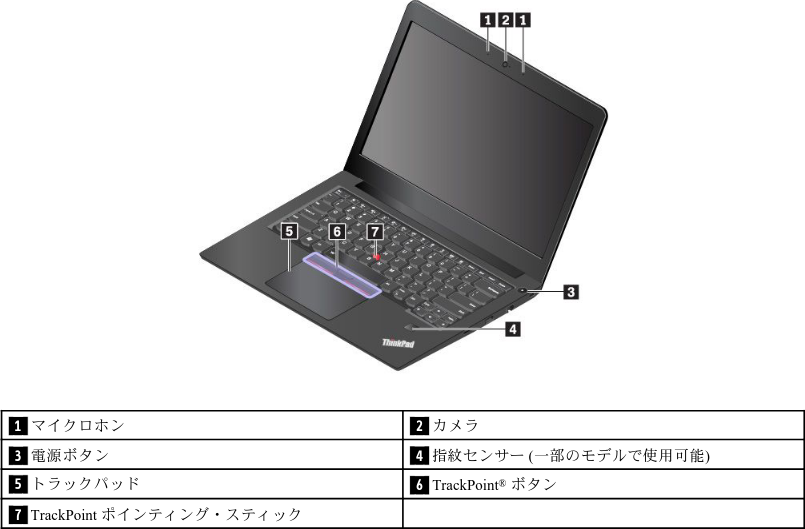 1 2 1
5 6 7
3
4
ThinkPad
1 マイクロホン
2 カメラ
3 電源ボタン
4 指紋センサー (一部のモデルで使用可能)
5 トラックパッド
6 TrackPoint® ボタン
7 TrackPoint ポインティング・スティック